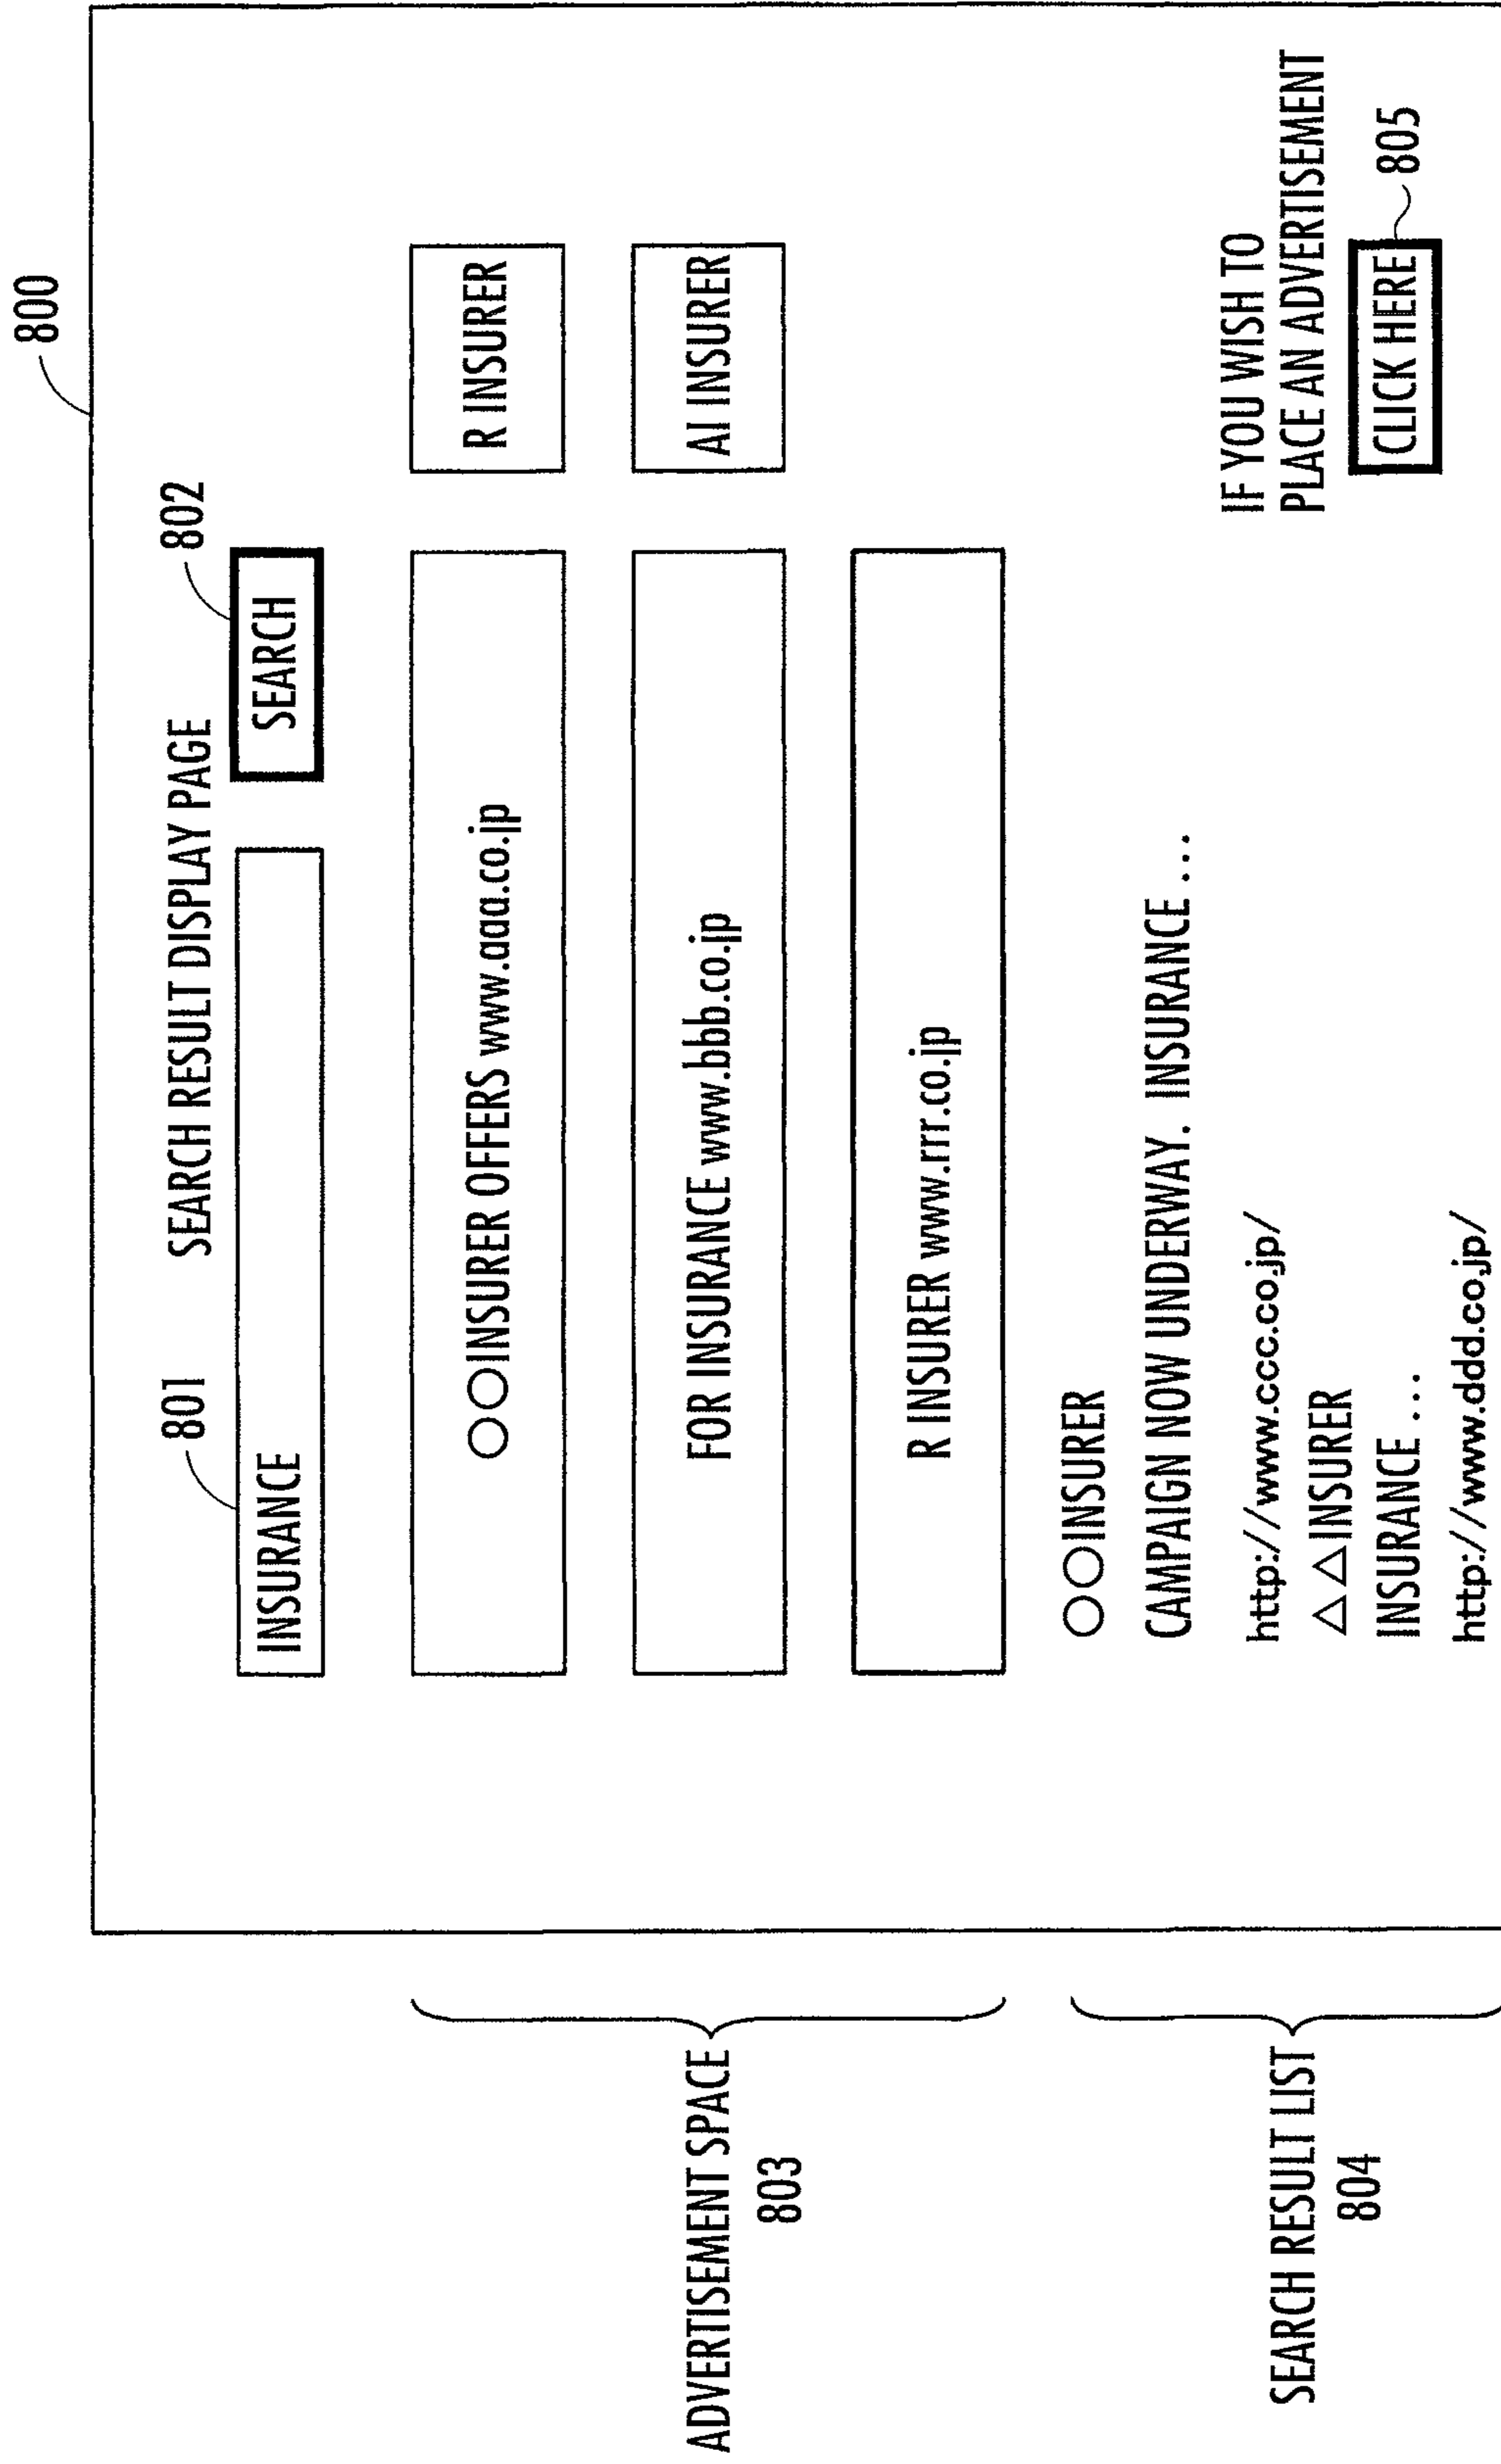 800
SEARCH RESULT DISPLAY PAGE
801
802
INSURANCE
SEARCH
ADVERTISEMENT SPACE
803
○○INSURER OFFERS www.aaa.co.jp
R INSURER
FOR INSURANCE www.bbb.co.jp
AI INSURER
R INSURER www.rrr.co.jp
SEARCH RESULT LIST
804
○○INSURER
CAMPAIGN NOW UNDERWAY. INSURANCE ...
http://www.ccc.co.jp/
△△INSURER
INSURANCE ...
http://www.ddd.co.jp/
IF YOU WISH TO
PLACE AN ADVERTISEMENT
CLICK HERE
805